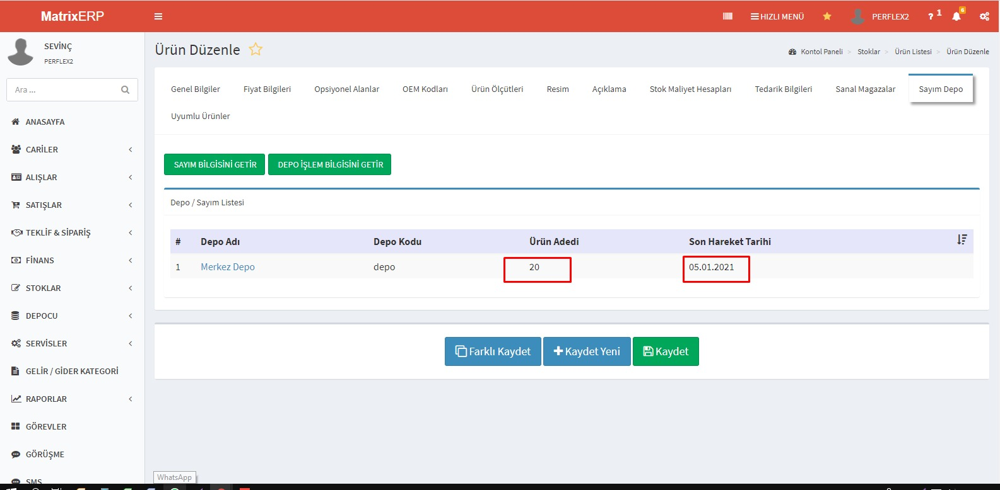 MatrixERP
HIZLI MENÜ
PERFLEX2
? 1
6
SEVİNÇ
PERFLEX2
Ara ...
ANASAYFA
CARİLER
ALIŞLAR
SATIŞLAR
TEKLİF & SİPARİŞ
FİNANS
STOKLAR
DEPOCU
SERVİSLER
GELİR / GİDER KATEGORİ
RAPORLAR
GÖREVLER
GÖRÜŞME
SMS
Ürün Düzenle
Kontol Paneli > Stoklar > Ürün Listesi > Ürün Düzenle
Genel Bilgiler Fiyat Bilgileri Opsiyonel Alanlar OEM Kodları Ürün Ölçütleri Resim Açıklama Stok Maliyet Hesapları Tedarik Bilgileri Sanal Magazalar Sayım Depo
Uyumlu Ürünler
SAYIM BİLGİSİNİ GETİR DEPO İŞLEM BİLGİSİNİ GETİR
Depo / Sayım Listesi
# Depo Adı Depo Kodu Ürün Adedi Son Hareket Tarihi
1 Merkez Depo depo 20 05.01.2021
Farklı Kaydet Kaydet Yeni Kaydet
WhatsApp